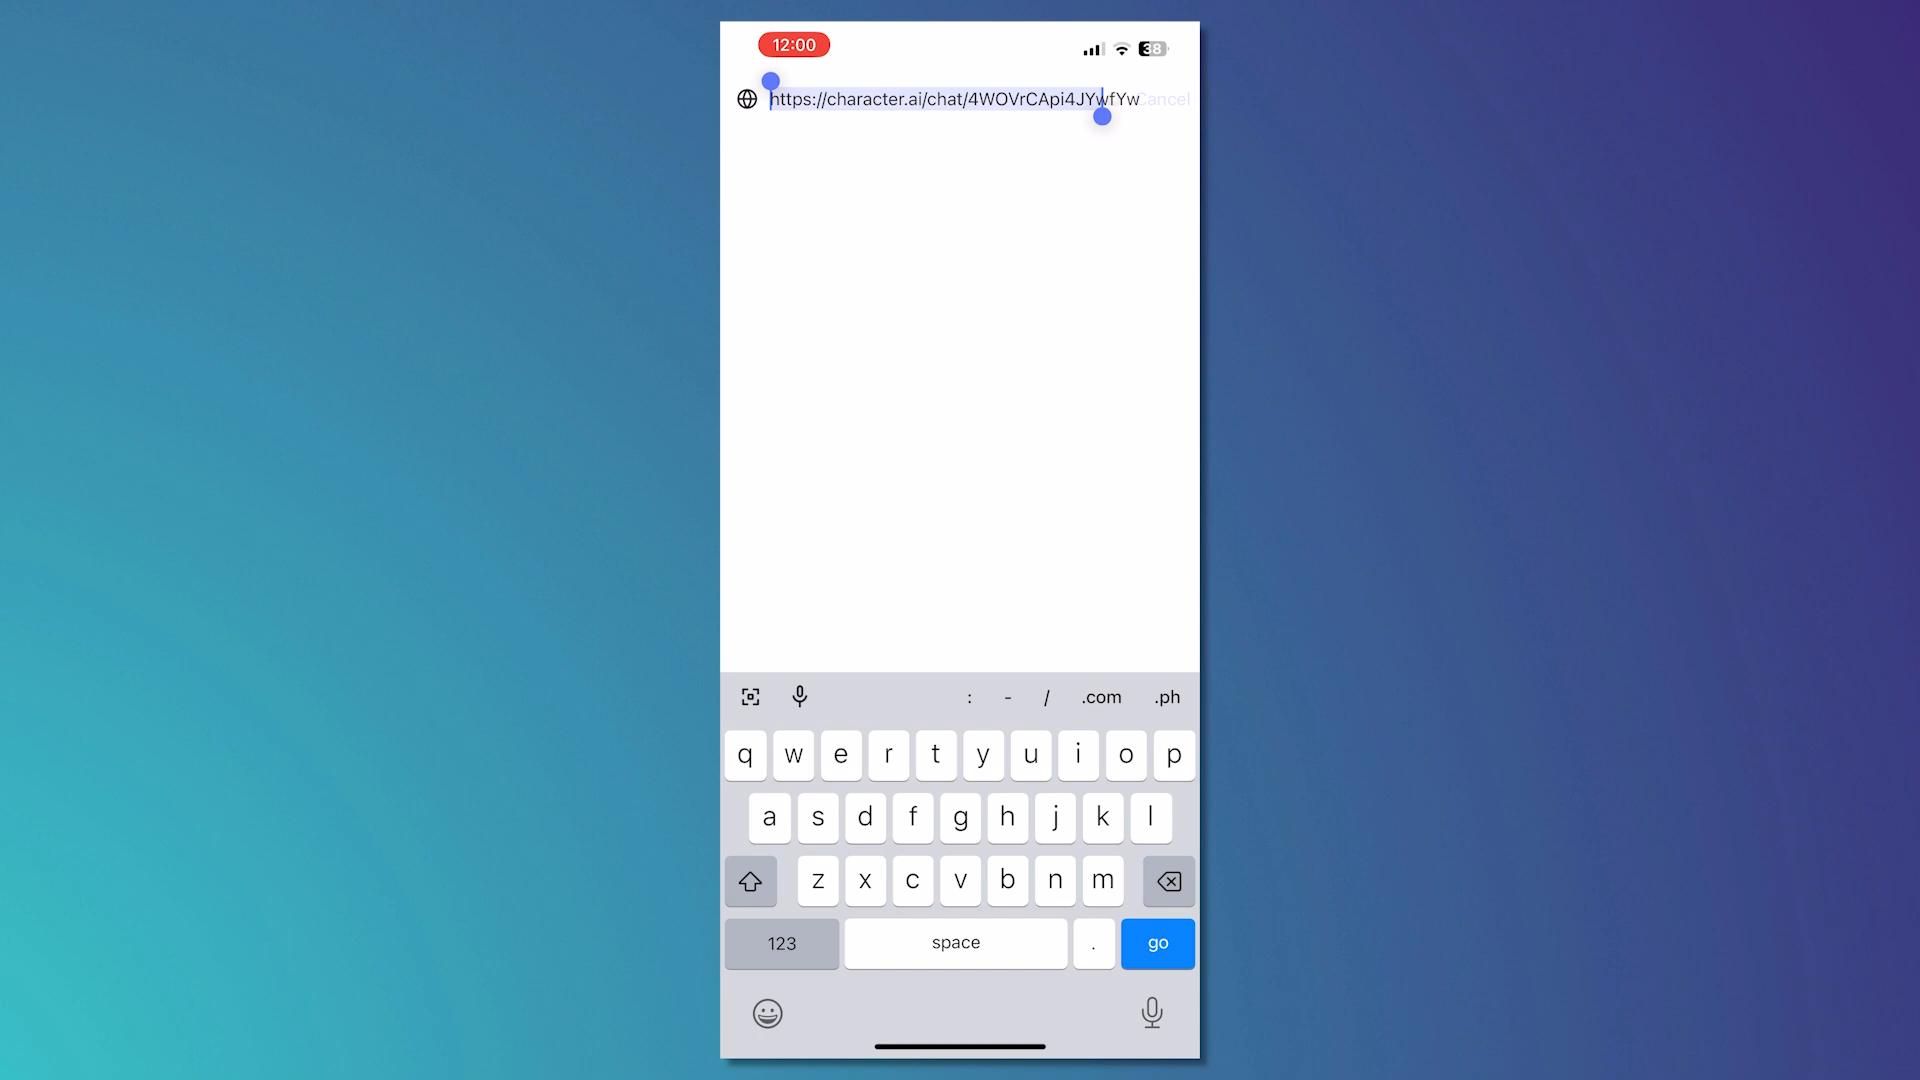 12:00
38
https://character.ai/chat/4WOVrCApi4JYwfYw
Cancel
: - / .com .ph
q w e r t y u i o p
a s d f g h j k l
z x c v b n m
123 space . go